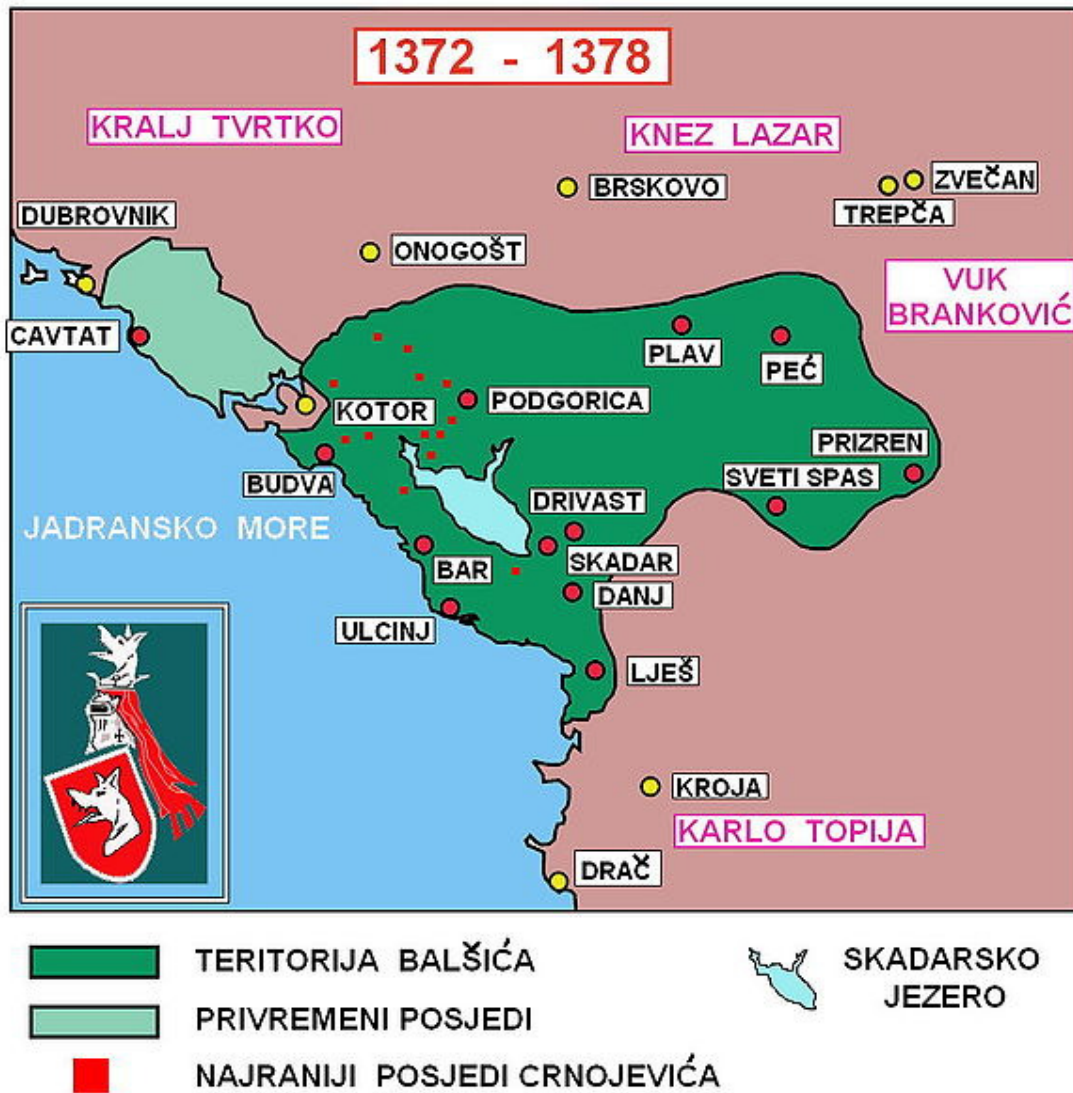 1372 - 1378
KRALJ TVRTKO
KNEZ LAZAR
BRSKOVO
ZVEČAN
TREPČA
DUBROVNIK
ONOGOŠT
VUK
BRANKOVIĆ
CAVTAT
PLAV
PEĆ
KOTOR
PODGORICA
PRIZREN
BUDVA
SVETI SPAS
DRIVAST
JADRANSKO MORE
BAR
SKADAR
DANJ
ULCINJ
LJEŠ
KROJA
KARLO TOPIJA
DRAČ
TERITORIJA BALŠIĆA
SKADARSKO
JEZERO
PRIVREMENI POSJEDI
NAJRANIJI POSJEDI CRNOJEVIĆA